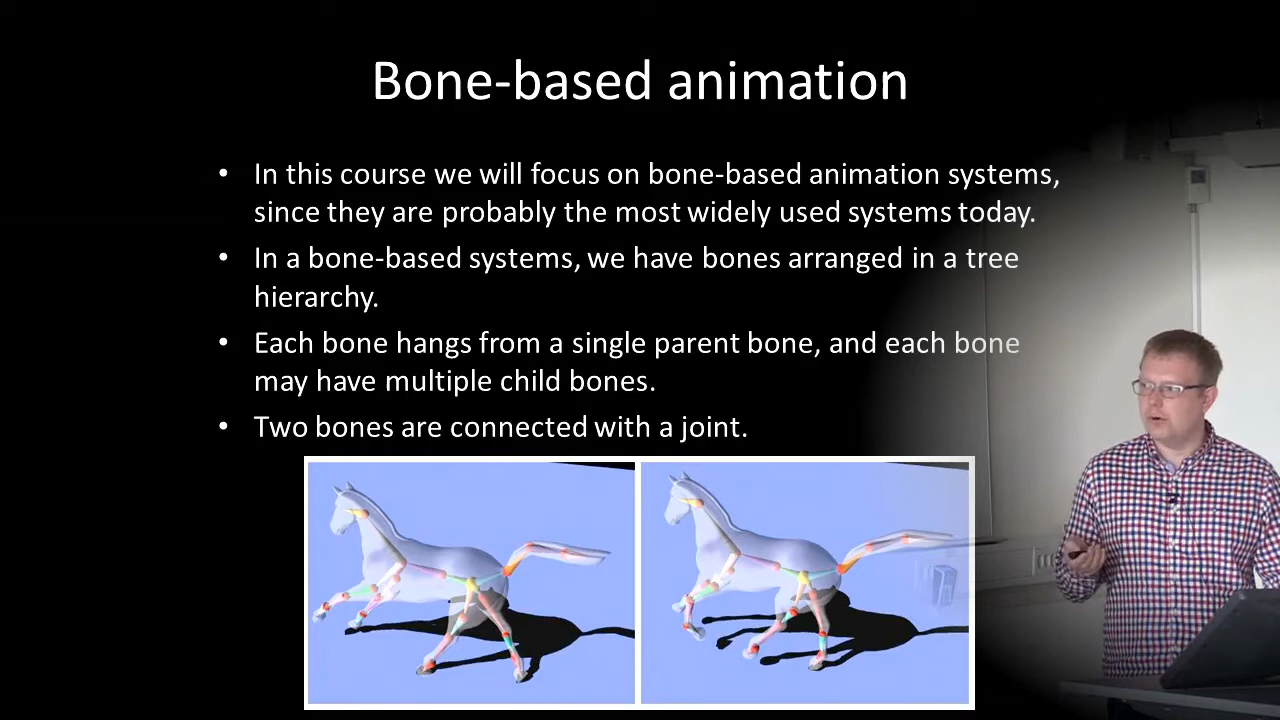 Bone-based animation
• In this course we will focus on bone-based animation systems,
since they are probably the most widely used systems today.
• In a bone-based systems, we have bones arranged in a tree
hierarchy.
• Each bone hangs from a single parent bone, and each bone
may have multiple child bones.
• Two bones are connected with a joint.